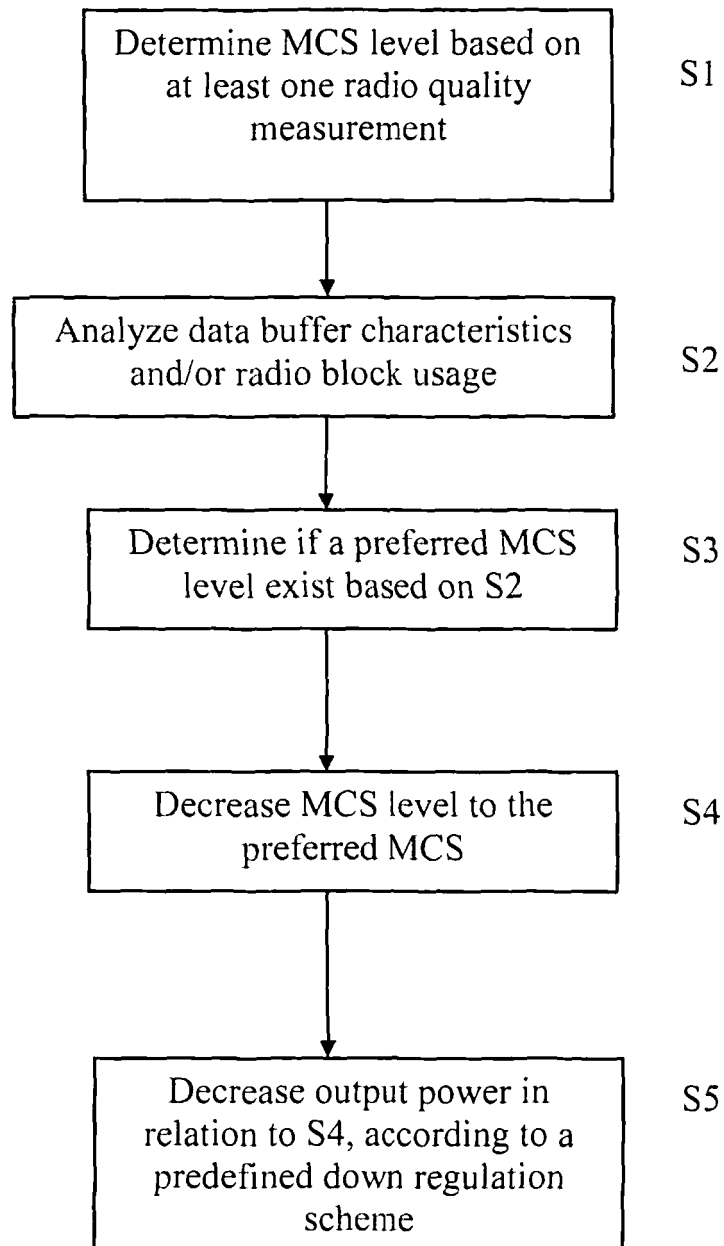 Determine MCS level based on
at least one radio quality
measurement
S1
Analyze data buffer characteristics
and/or radio block usage
S2
Determine if a preferred MCS
level exist based on S2
S3
Decrease MCS level to the
preferred MCS
S4
Decrease output power in
relation to S4, according to a
predefined down regulation
scheme
S5